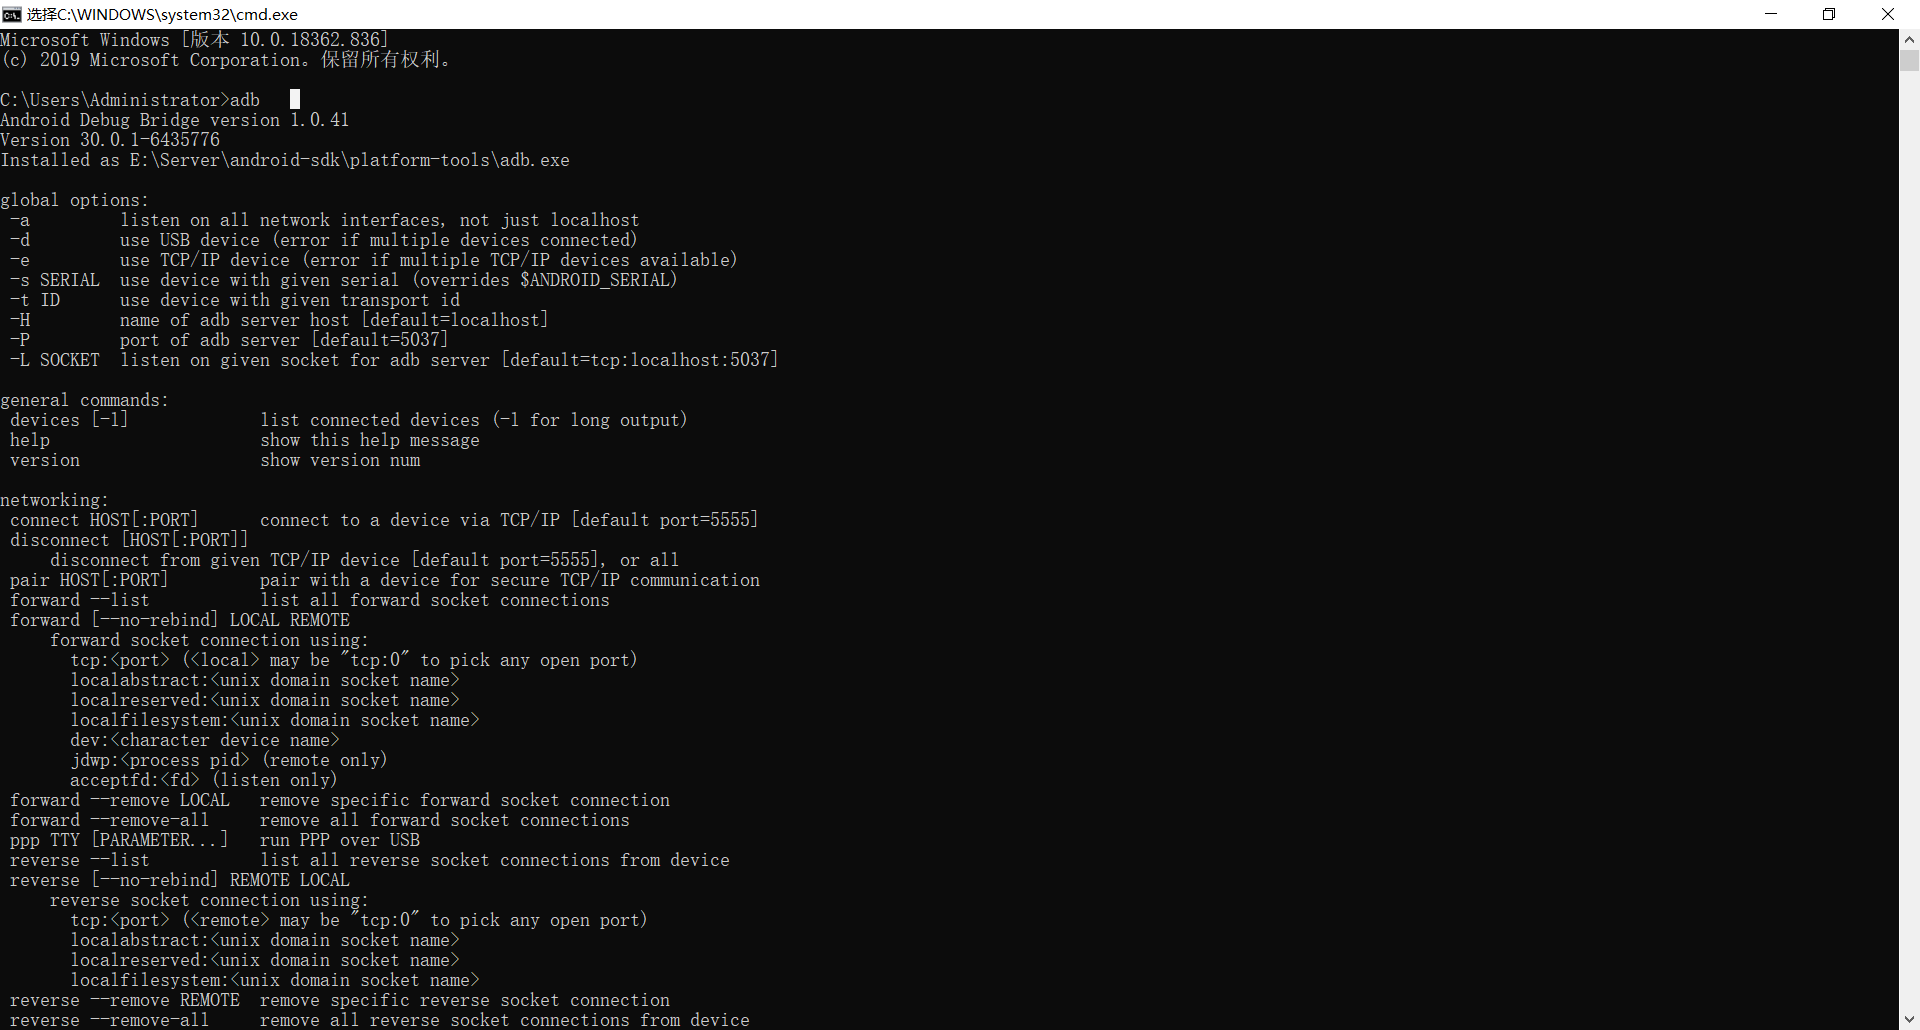 选择C:\WINDOWS\system32\cmd.exe
Microsoft Windows [版本 10.0.18362.836]
(c) 2019 Microsoft Corporation。保留所有权利。
C:\Users\Administrator>adb
Android Debug Bridge version 1.0.41
Version 30.0.1-6435776
Installed as E:\Server\android-sdk\platform-tools\adb.exe
global options:
 -a         listen on all network interfaces, not just localhost
 -d         use USB device (error if multiple devices connected)
 -e         use TCP/IP device (error if multiple TCP/IP devices available)
 -s SERIAL  use device with given serial (overrides $ANDROID_SERIAL)
 -t ID      use device with given transport id
 -H         name of adb server host [default=localhost]
 -P         port of adb server [default=5037]
 -L SOCKET  listen on given socket for adb server [default=tcp:localhost:5037]
general commands:
 devices [-l]             list connected devices (-l for long output)
 help                     show this help message
 version                  show version num
networking:
 connect HOST[:PORT]      connect to a device via TCP/IP [default port=5555]
 disconnect [HOST[:PORT]]
     disconnect from given TCP/IP device [default port=5555], or all
 pair HOST[:PORT]         pair with a device for secure TCP/IP communication
 forward --list           list all forward socket connections
 forward [--no-rebind] LOCAL REMOTE
     forward socket connection using:
       tcp:<port> (<local> may be "tcp:0" to pick any open port)
       localabstract:<unix domain socket name>
       localreserved:<unix domain socket name>
       localfilesystem:<unix domain socket name>
       dev:<character device name>
       jdwp:<process pid> (remote only)
       acceptfd:<fd> (listen only)
 forward --remove LOCAL   remove specific forward socket connection
 forward --remove-all     remove all forward socket connections
 ppp TTY [PARAMETER...]   run PPP over USB
 reverse --list           list all reverse socket connections from device
 reverse [--no-rebind] REMOTE LOCAL
     reverse socket connection using:
       tcp:<port> (<remote> may be "tcp:0" to pick any open port)
       localabstract:<unix domain socket name>
       localreserved:<unix domain socket name>
       localfilesystem:<unix domain socket name>
 reverse --remove REMOTE  remove specific reverse socket connection
 reverse --remove-all     remove all reverse socket connections from device